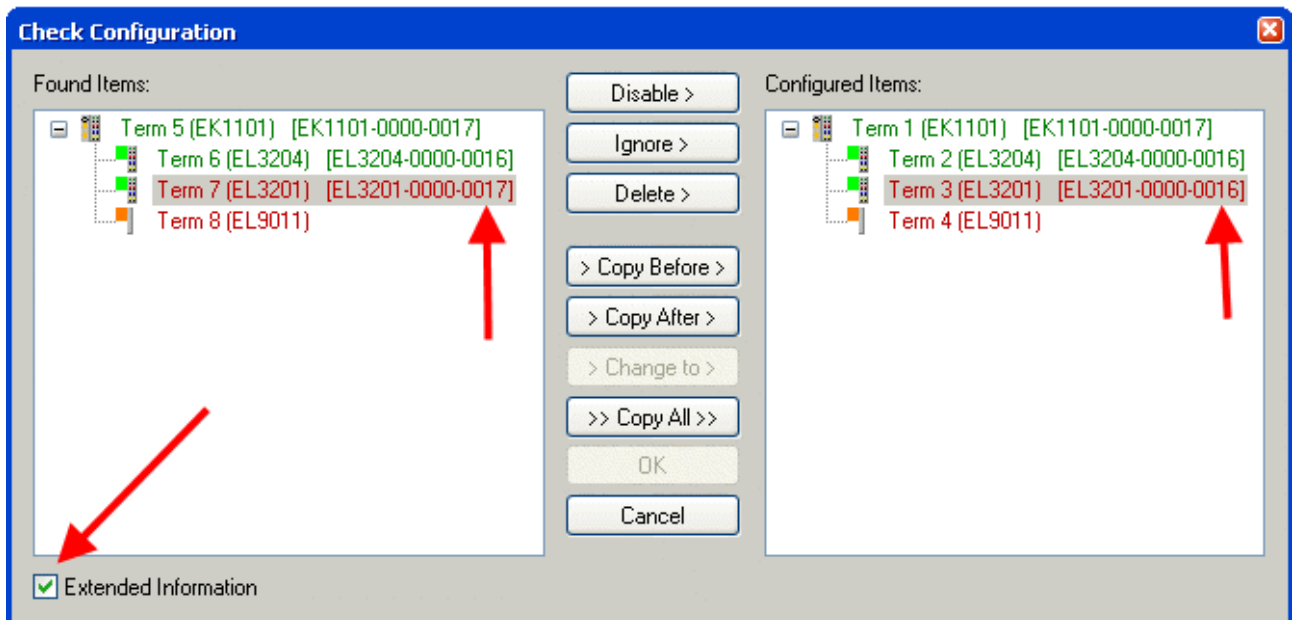 Check Configuration
Found Items:
Term 5 (EK1101) [EK1101-0000-0017]
Term 6 (EL3204) [EL3204-0000-0016]
Term 7 (EL3201) [EL3201-0000-0017]
Term 8 (EL9011)
Disable >
Ignore >
Delete >
> Copy Before >
> Copy After >
> Change to >
>> Copy All >>
OK
Cancel
Configured Items:
Term 1 (EK1101) [EK1101-0000-0017]
Term 2 (EL3204) [EL3204-0000-0016]
Term 3 (EL3201) [EL3201-0000-0016]
Term 4 (EL9011)
Extended Information